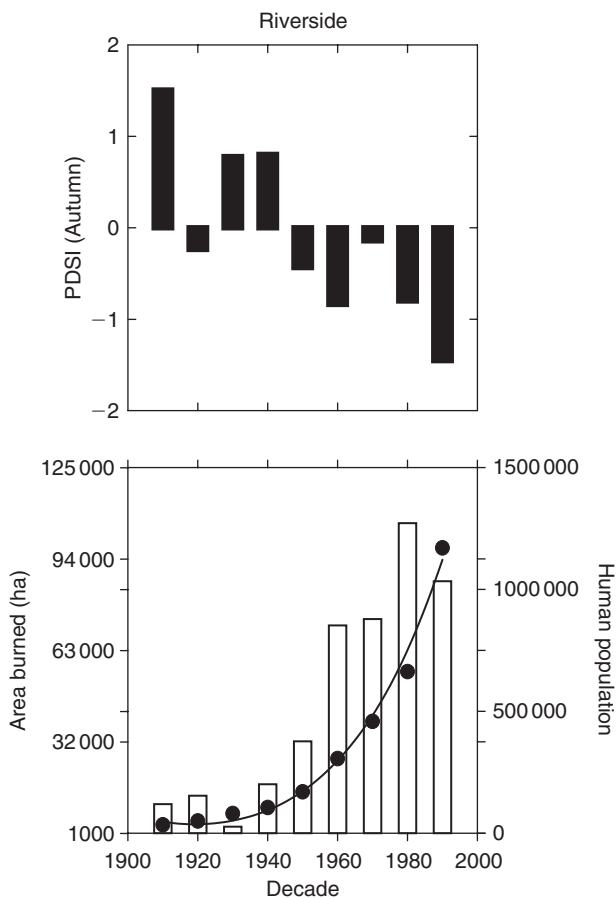 Riverside
2
1
0
−1
−2
PDSI (Autumn)
125 000
94 000
63 000
32 000
1000
Area burned (ha)
1500 000
1000 000
500 000
0
Human population
1900 1920 1940 1960 1980 2000
Decade